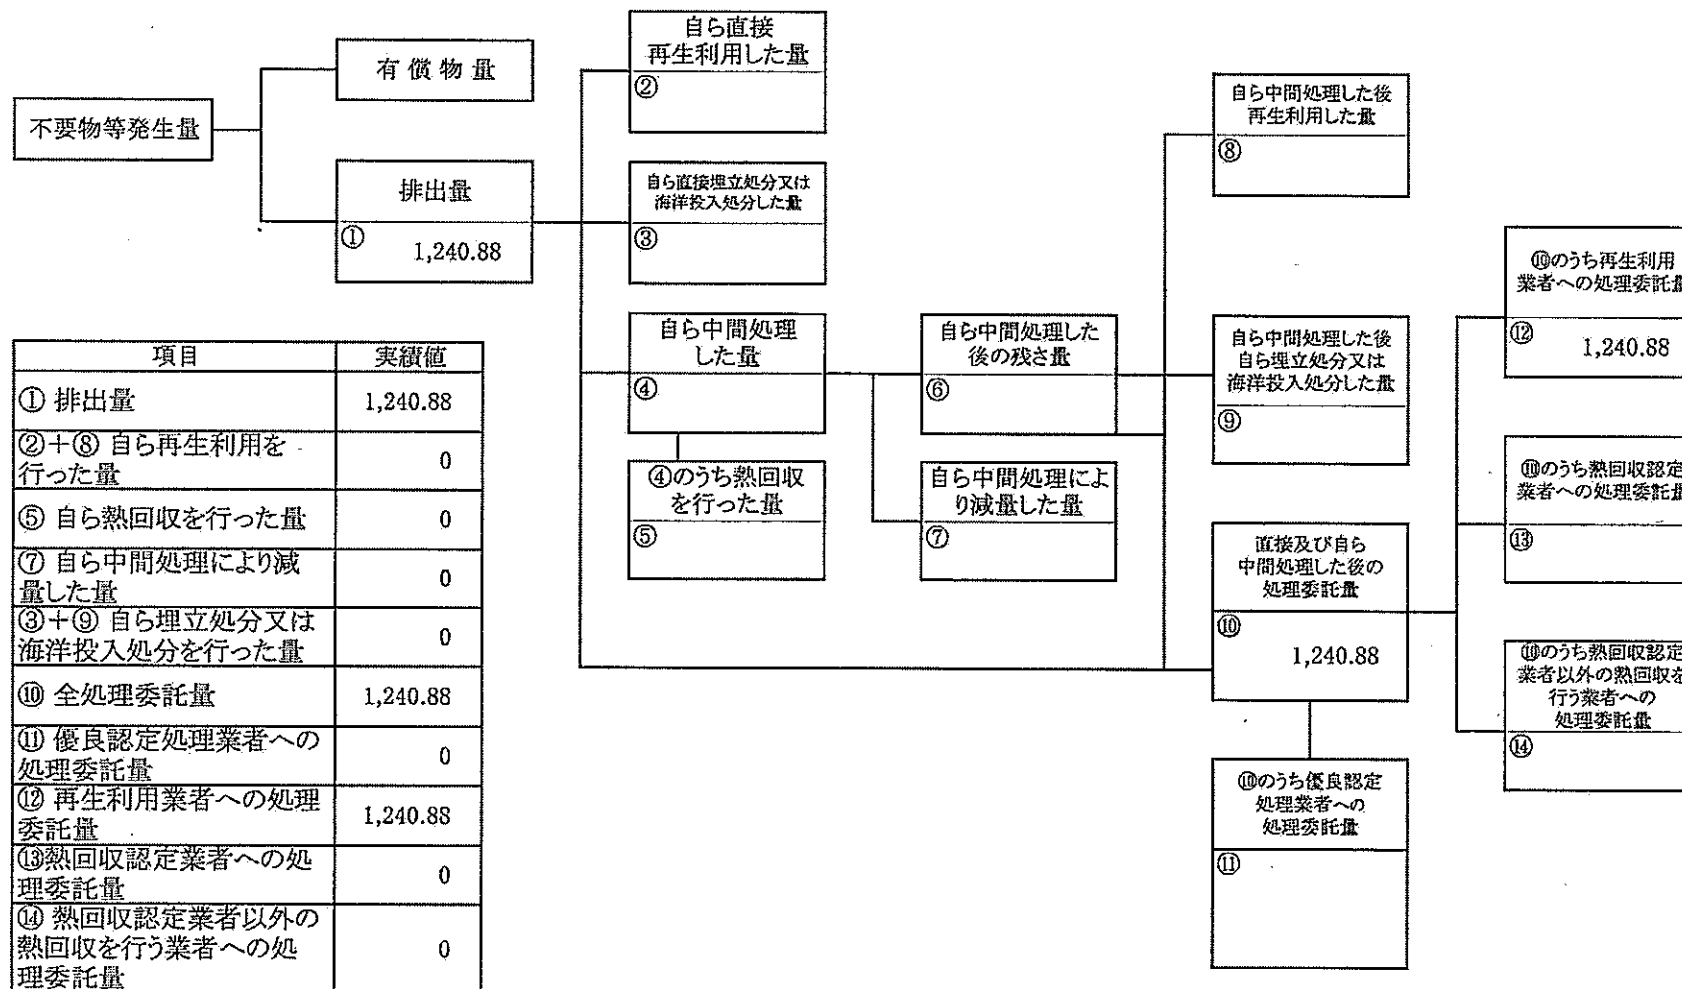 不要物等発生量
有償物量
排出量
①
1,240.88
自ら直接
再生利用した量
②
自ら直接埋立処分又は
海洋投入処分した量
③
自ら中間処理
した量
④
④のうち熱回収
を行った量
⑤
自ら中間処理した
後の残さ量
⑥
自ら中間処理によ
り減量した量
⑦
自ら中間処理した後
再生利用した量
⑧
自ら中間処理した後
自ら埋立処分又は
海洋投入処分した量
⑨
直接及び自ら
中間処理した後の
処理委託量
⑩
1,240.88
⑩のうち優良認定
処理業者への
処理委託量
⑪
⑩のうち再生利用
業者への処理委託量
⑫
1,240.88
⑩のうち熱回収認定
業者への処理委託量
⑬
⑩のうち熱回収認定
業者以外の熱回収を
行う業者への
処理委託量
⑭
項目 実績値
① 排出量 1,240.88
②+⑧ 自ら再生利用を
行った量 0
⑤ 自ら熱回収を行った量 0
⑦ 自ら中間処理により減
量した量 0
③+⑨ 自ら埋立処分又は
海洋投入処分を行った量 0
⑩ 全処理委託量 1,240.88
⑪ 優良認定処理業者への
処理委託量 0
⑫ 再生利用業者への処理
委託量 1,240.88
⑬熱回収認定業者への処
理委託量 0
⑭ 熱回収認定業者以外の
熱回収を行う業者への処
理委託量 0